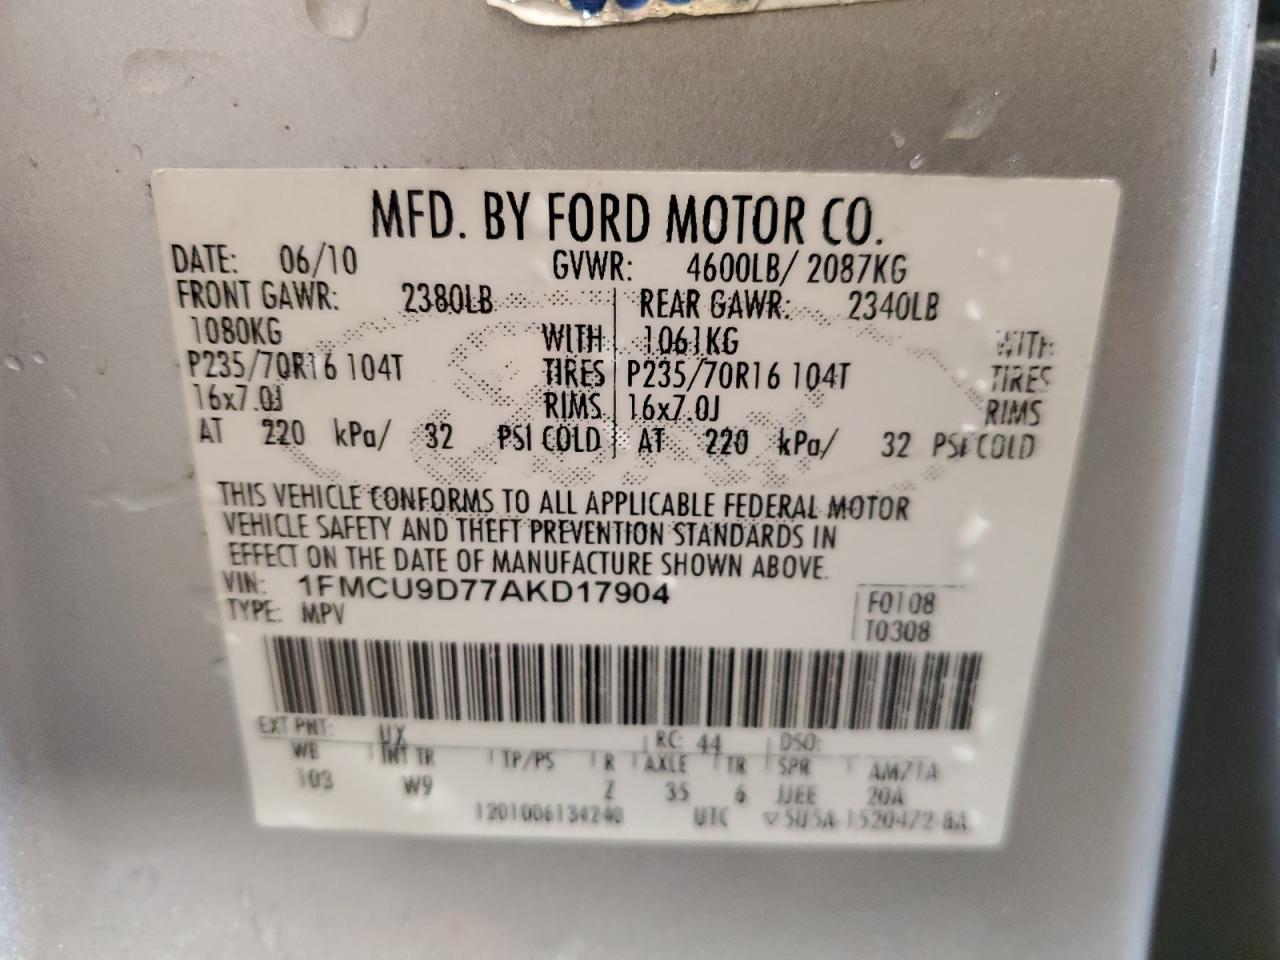 MFD. BY FORD MOTOR CO.
DATE: 06/10 GVWR: 4600LB/ 2087KG
FRONT GAWR: 2380LB REAR GAWR: 2340LB
1080KG WITH 1061KG WITH
P235/70R16 104T TIRES P235/70R16 104T TIRES
16x7.0J RIMS 16x7.0J RIMS
AT 220 kPa/ 32 PSI COLD AT 220 kPa/ 32 PSI COLD
THIS VEHICLE CONFORMS TO ALL APPLICABLE FEDERAL MOTOR
VEHICLE SAFETY AND THEFT PREVENTION STANDARDS IN
EFFECT ON THE DATE OF MANUFACTURE SHOWN ABOVE.
VIN: 1FMCU9D77AKD17904 F0108
TYPE: MPV T0308
EXT PNT: UX RC: 44 DSO:
WB INT TR TP/PS R AXLE TR SPR AM71A
103 W9 Z 35 6 JJEE 20A
1201006134240 UTC ▽5U5A-1520472-BA